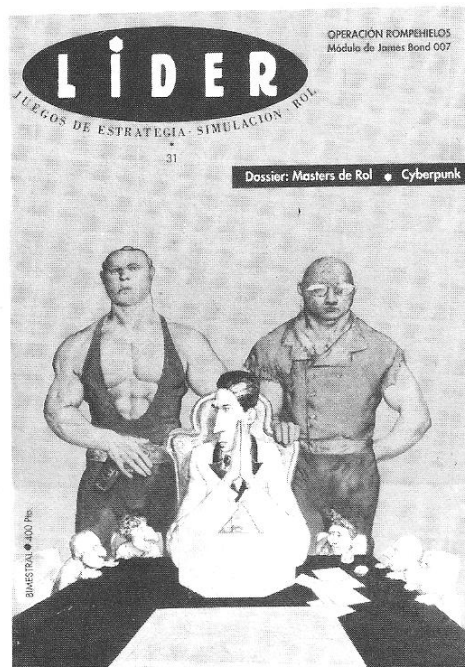 OPERACIÓN ROMPEHIELOS
Módulo de James Bond 007
LíDER
JUEGOS DE ESTRATEGIA · SIMULACION · ROL
*
31
Dossier: Masters de Rol ● Cyberpunk
BIMESTRAL ● 400 Pts.